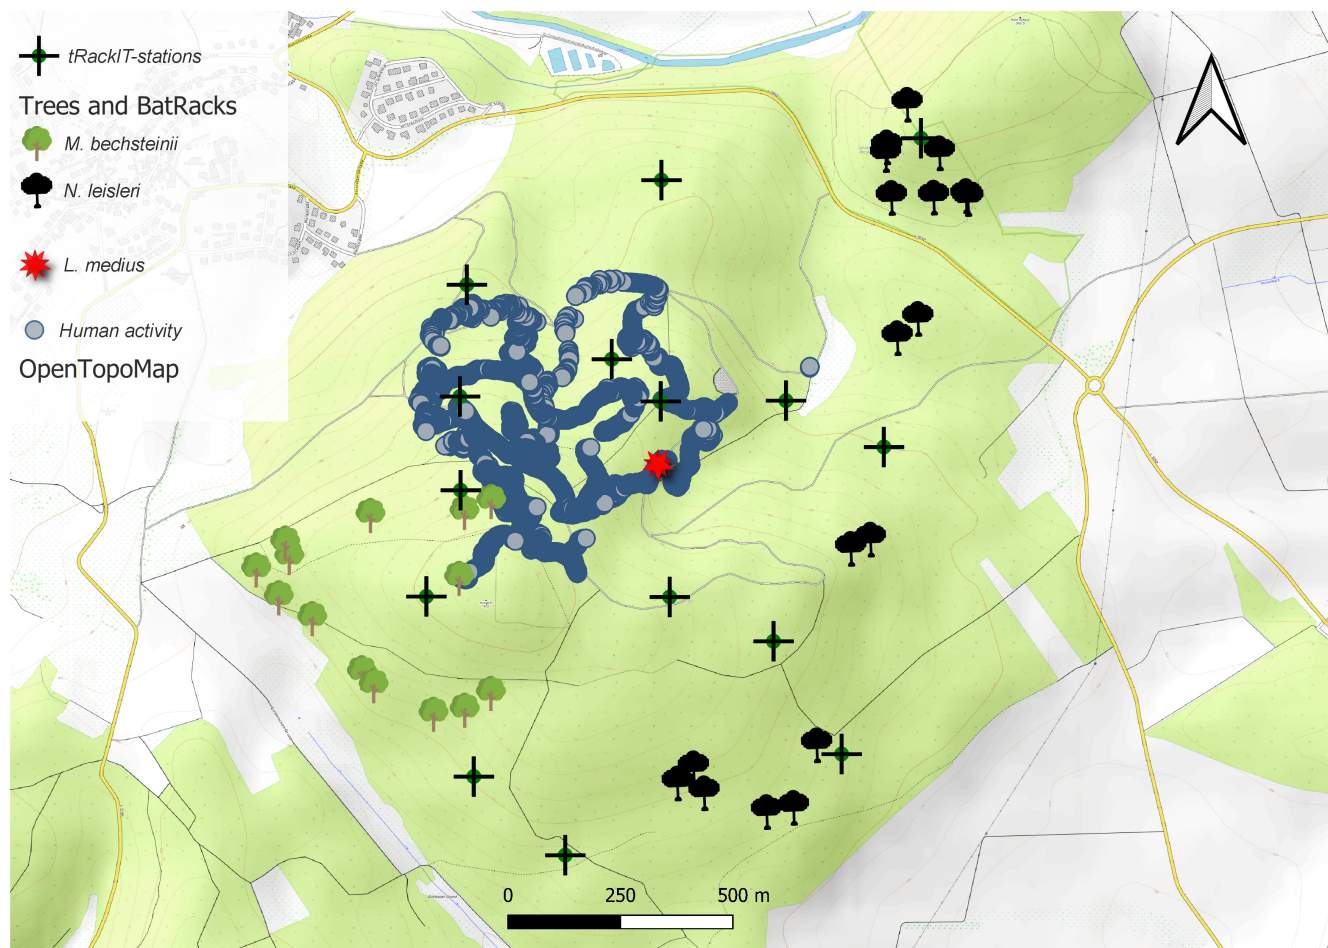 tRackIT-stations
Trees and BatRacks
M. bechsteinii
N. leisleri
L. medius
Human activity
OpenTopoMap
0 250 500 m